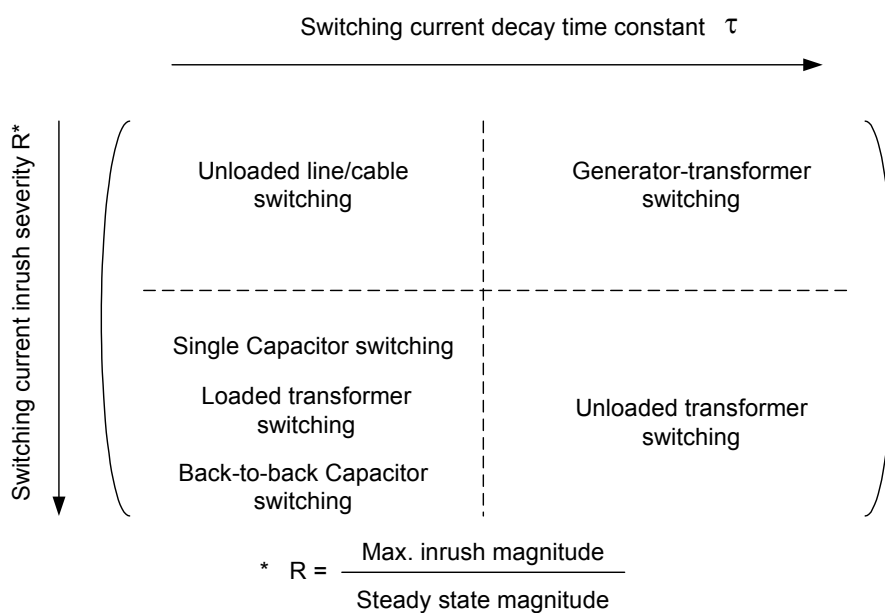 Switching current decay time constant τ
Switching current inrush severity R*
Unloaded line/cable
switching
Generator-transformer
switching
Single Capacitor switching
Loaded transformer
switching
Back-to-back Capacitor
switching
Unloaded transformer
switching
* R = Max. inrush magnitude
Steady state magnitude